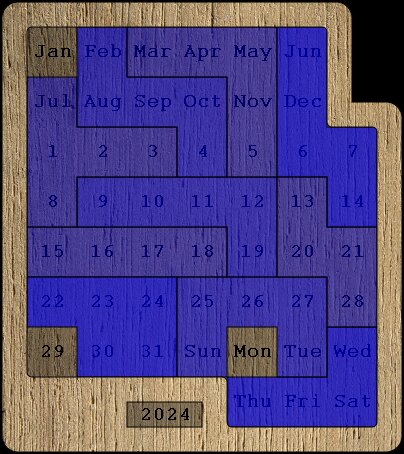 Jan Feb Mar Apr May Jun
Jul Aug Sep Oct Nov Dec
1 2 3 4 5 6 7
8 9 10 11 12 13 14
15 16 17 18 19 20 21
22 23 24 25 26 27 28
29 30 31 Sun Mon Tue Wed
Thu Fri Sat
2024